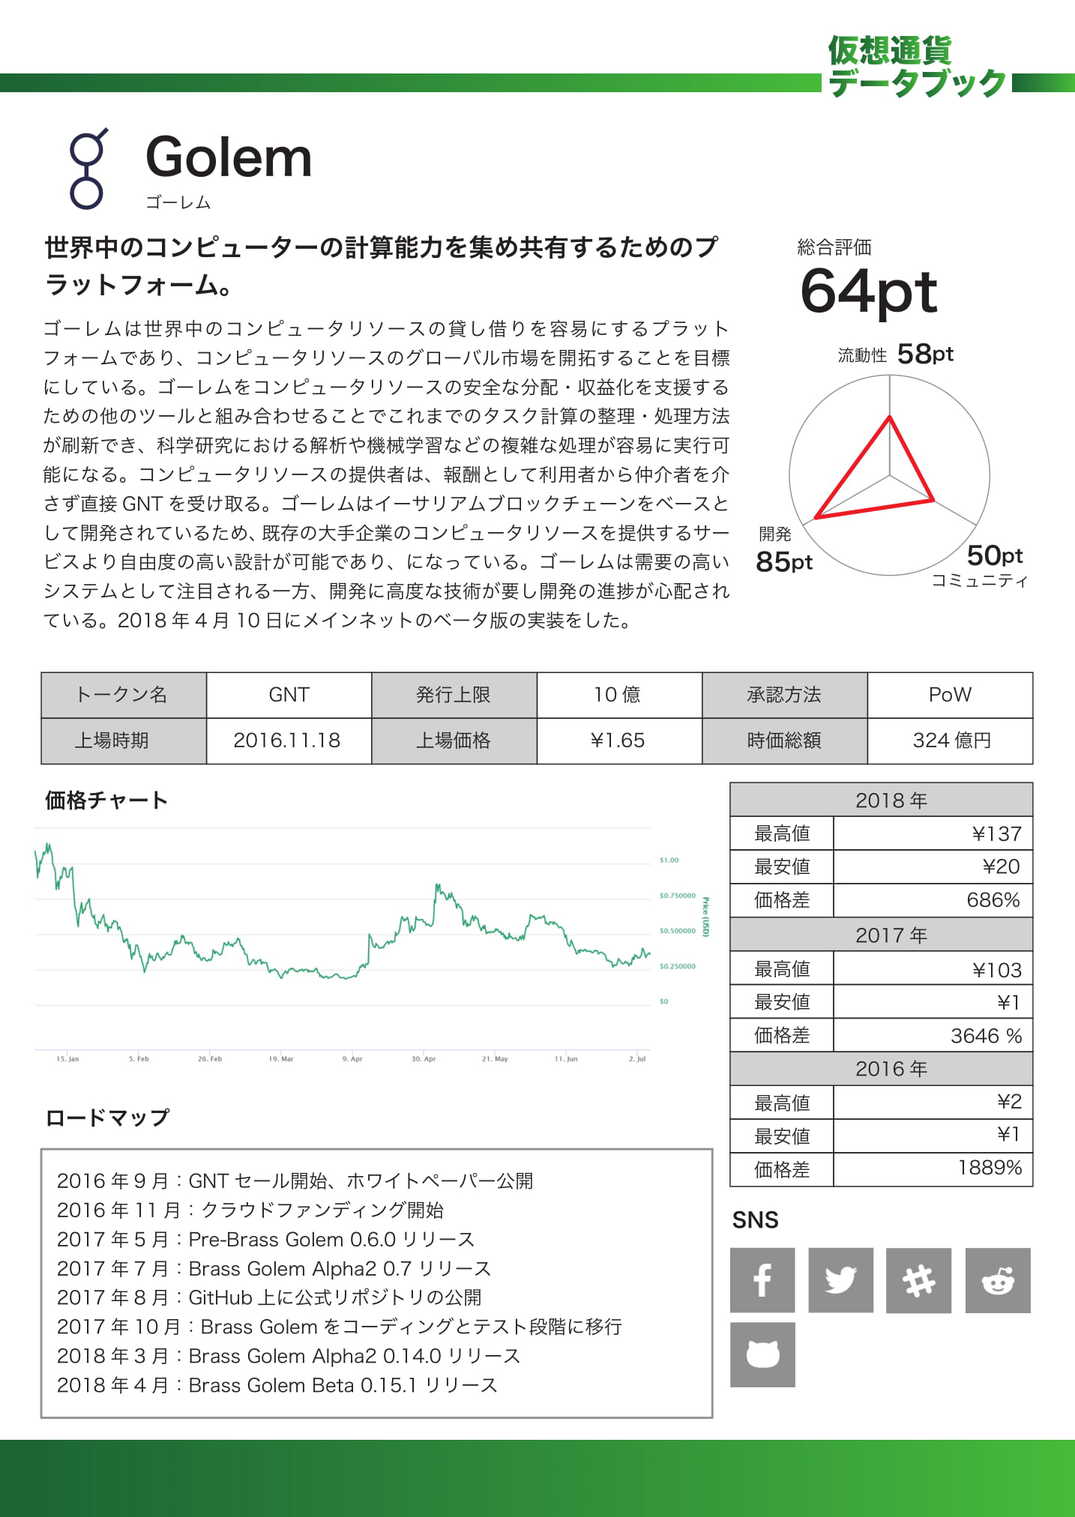 仮想通貨
データブック
Golem
ゴーレム
世界中のコンピューターの計算能力を集め共有するためのプ
ラットフォーム。
ゴーレムは世界中のコンピュータリソースの貸し借りを容易にするプラット
フォームであり、コンピュータリソースのグローバル市場を開拓することを目標
にしている。ゴーレムをコンピュータリソースの安全な分配・収益化を支援する
ための他のツールと組み合わせることでこれまでのタスク計算の整理・処理方法
が刷新でき、科学研究における解析や機械学習などの複雑な処理が容易に実行可
能になる。コンピュータリソースの提供者は、報酬として利用者から仲介者を介
さず直接 GNT を受け取る。ゴーレムはイーサリアムブロックチェーンをベースと
して開発されているため、既存の大手企業のコンピュータリソースを提供するサー
ビスより自由度の高い設計が可能であり、になっている。ゴーレムは需要の高い
システムとして注目される一方、開発に高度な技術が要し開発の進捗が心配され
ている。2018 年 4 月 10 日にメインネットのベータ版の実装をした。
総合評価
64pt
流動性 58pt
開発
85pt
50pt
コミュニティ
トークン名 GNT 発行上限 10 億 承認方法 PoW
上場時期 2016.11.18 上場価格 ¥1.65 時価総額 324 億円
価格チャート
$1.00
$0.750000
$0.500000
$0.250000
$0
Price (USD)
15. Jan 5. Feb 26. Feb 19. Mar 9. Apr 30. Apr 21. May 11. Jun 2. Jul
2018 年
最高値 ¥137
最安値 ¥20
価格差 686%
2017 年
最高値 ¥103
最安値 ¥1
価格差 3646 %
2016 年
最高値 ¥2
最安値 ¥1
価格差 1889%
ロードマップ
2016 年 9 月：GNT セール開始、ホワイトペーパー公開
2016 年 11 月：クラウドファンディング開始
2017 年 5 月：Pre-Brass Golem 0.6.0 リリース
2017 年 7 月：Brass Golem Alpha2 0.7 リリース
2017 年 8 月：GitHub 上に公式リポジトリの公開
2017 年 10 月：Brass Golem をコーディングとテスト段階に移行
2018 年 3 月：Brass Golem Alpha2 0.14.0 リリース
2018 年 4 月：Brass Golem Beta 0.15.1 リリース
SNS